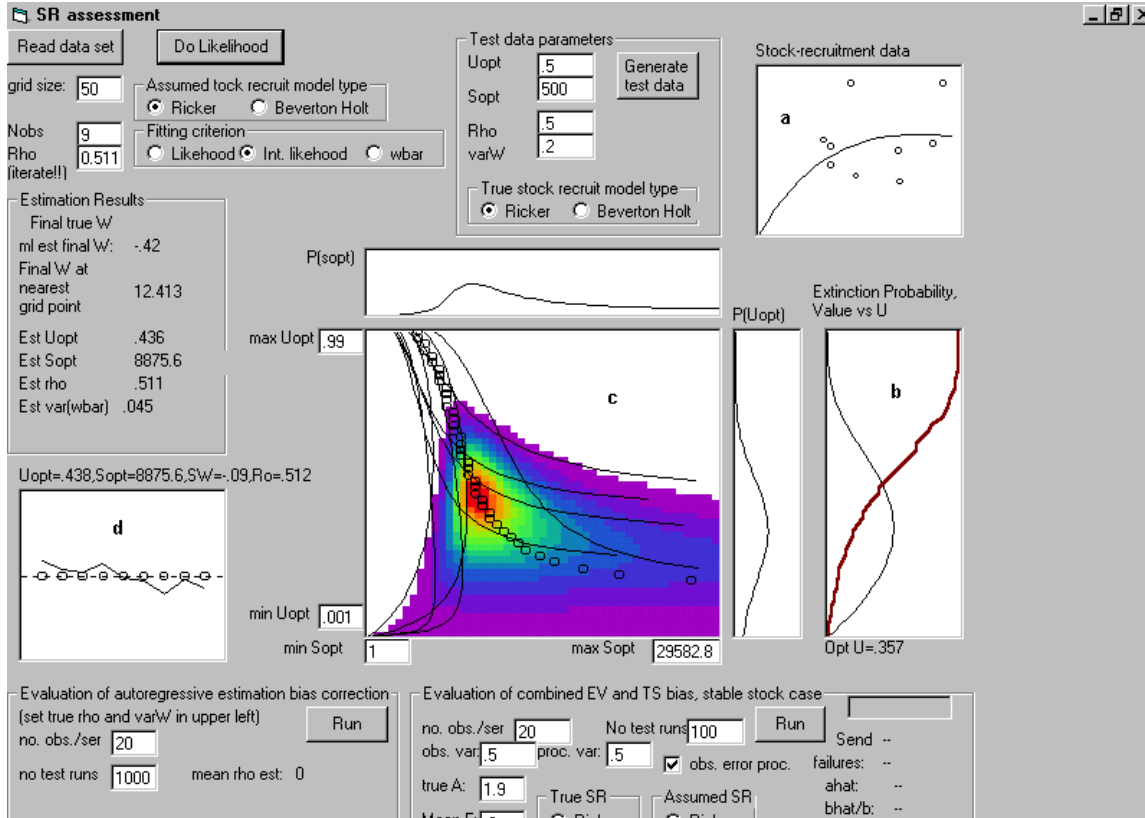 SR assessment
Read data set
Do Likelihood
grid size: 50
Assumed tock recruit model type
Ricker Beverton Holt
Nobs 9
Rho 0.511
(iterate!!)
Fitting criterion
Likehood Int. likehood wbar
Test data parameters
Uopt .5
Sopt 500
Rho .5
varW .2
Generate
test data
True stock recruit model type
Ricker Beverton Holt
Stock-recruitment data
a
Estimation Results
Final true W
ml est final W: -.42
Final W at
nearest
grid point
12.413
Est Uopt .436
Est Sopt 8875.6
Est rho .511
Est var(wbar) .045
P(sopt)
max Uopt .99
c
min Uopt .001
min Sopt 1
max Sopt 29582.8
P(Uopt)
Extinction Probability,
Value vs U
b
Opt U=.357
Uopt=.438,Sopt=8875.6,SW=-.09,Ro=.512
d
Evaluation of autoregressive estimation bias correction
(set true rho and varW in upper left)
no. obs./ser 20
Run
no test runs 1000
mean rho est: 0
Evaluation of combined EV and TS bias, stable stock case
no. obs./ser 20
No test runs 100
Run
obs. var: .5
proc. var: .5
obs. error proc.
true A: 1.9
True SR
Assumed SR
Send --
failures: --
ahat: --
bhat/b: --